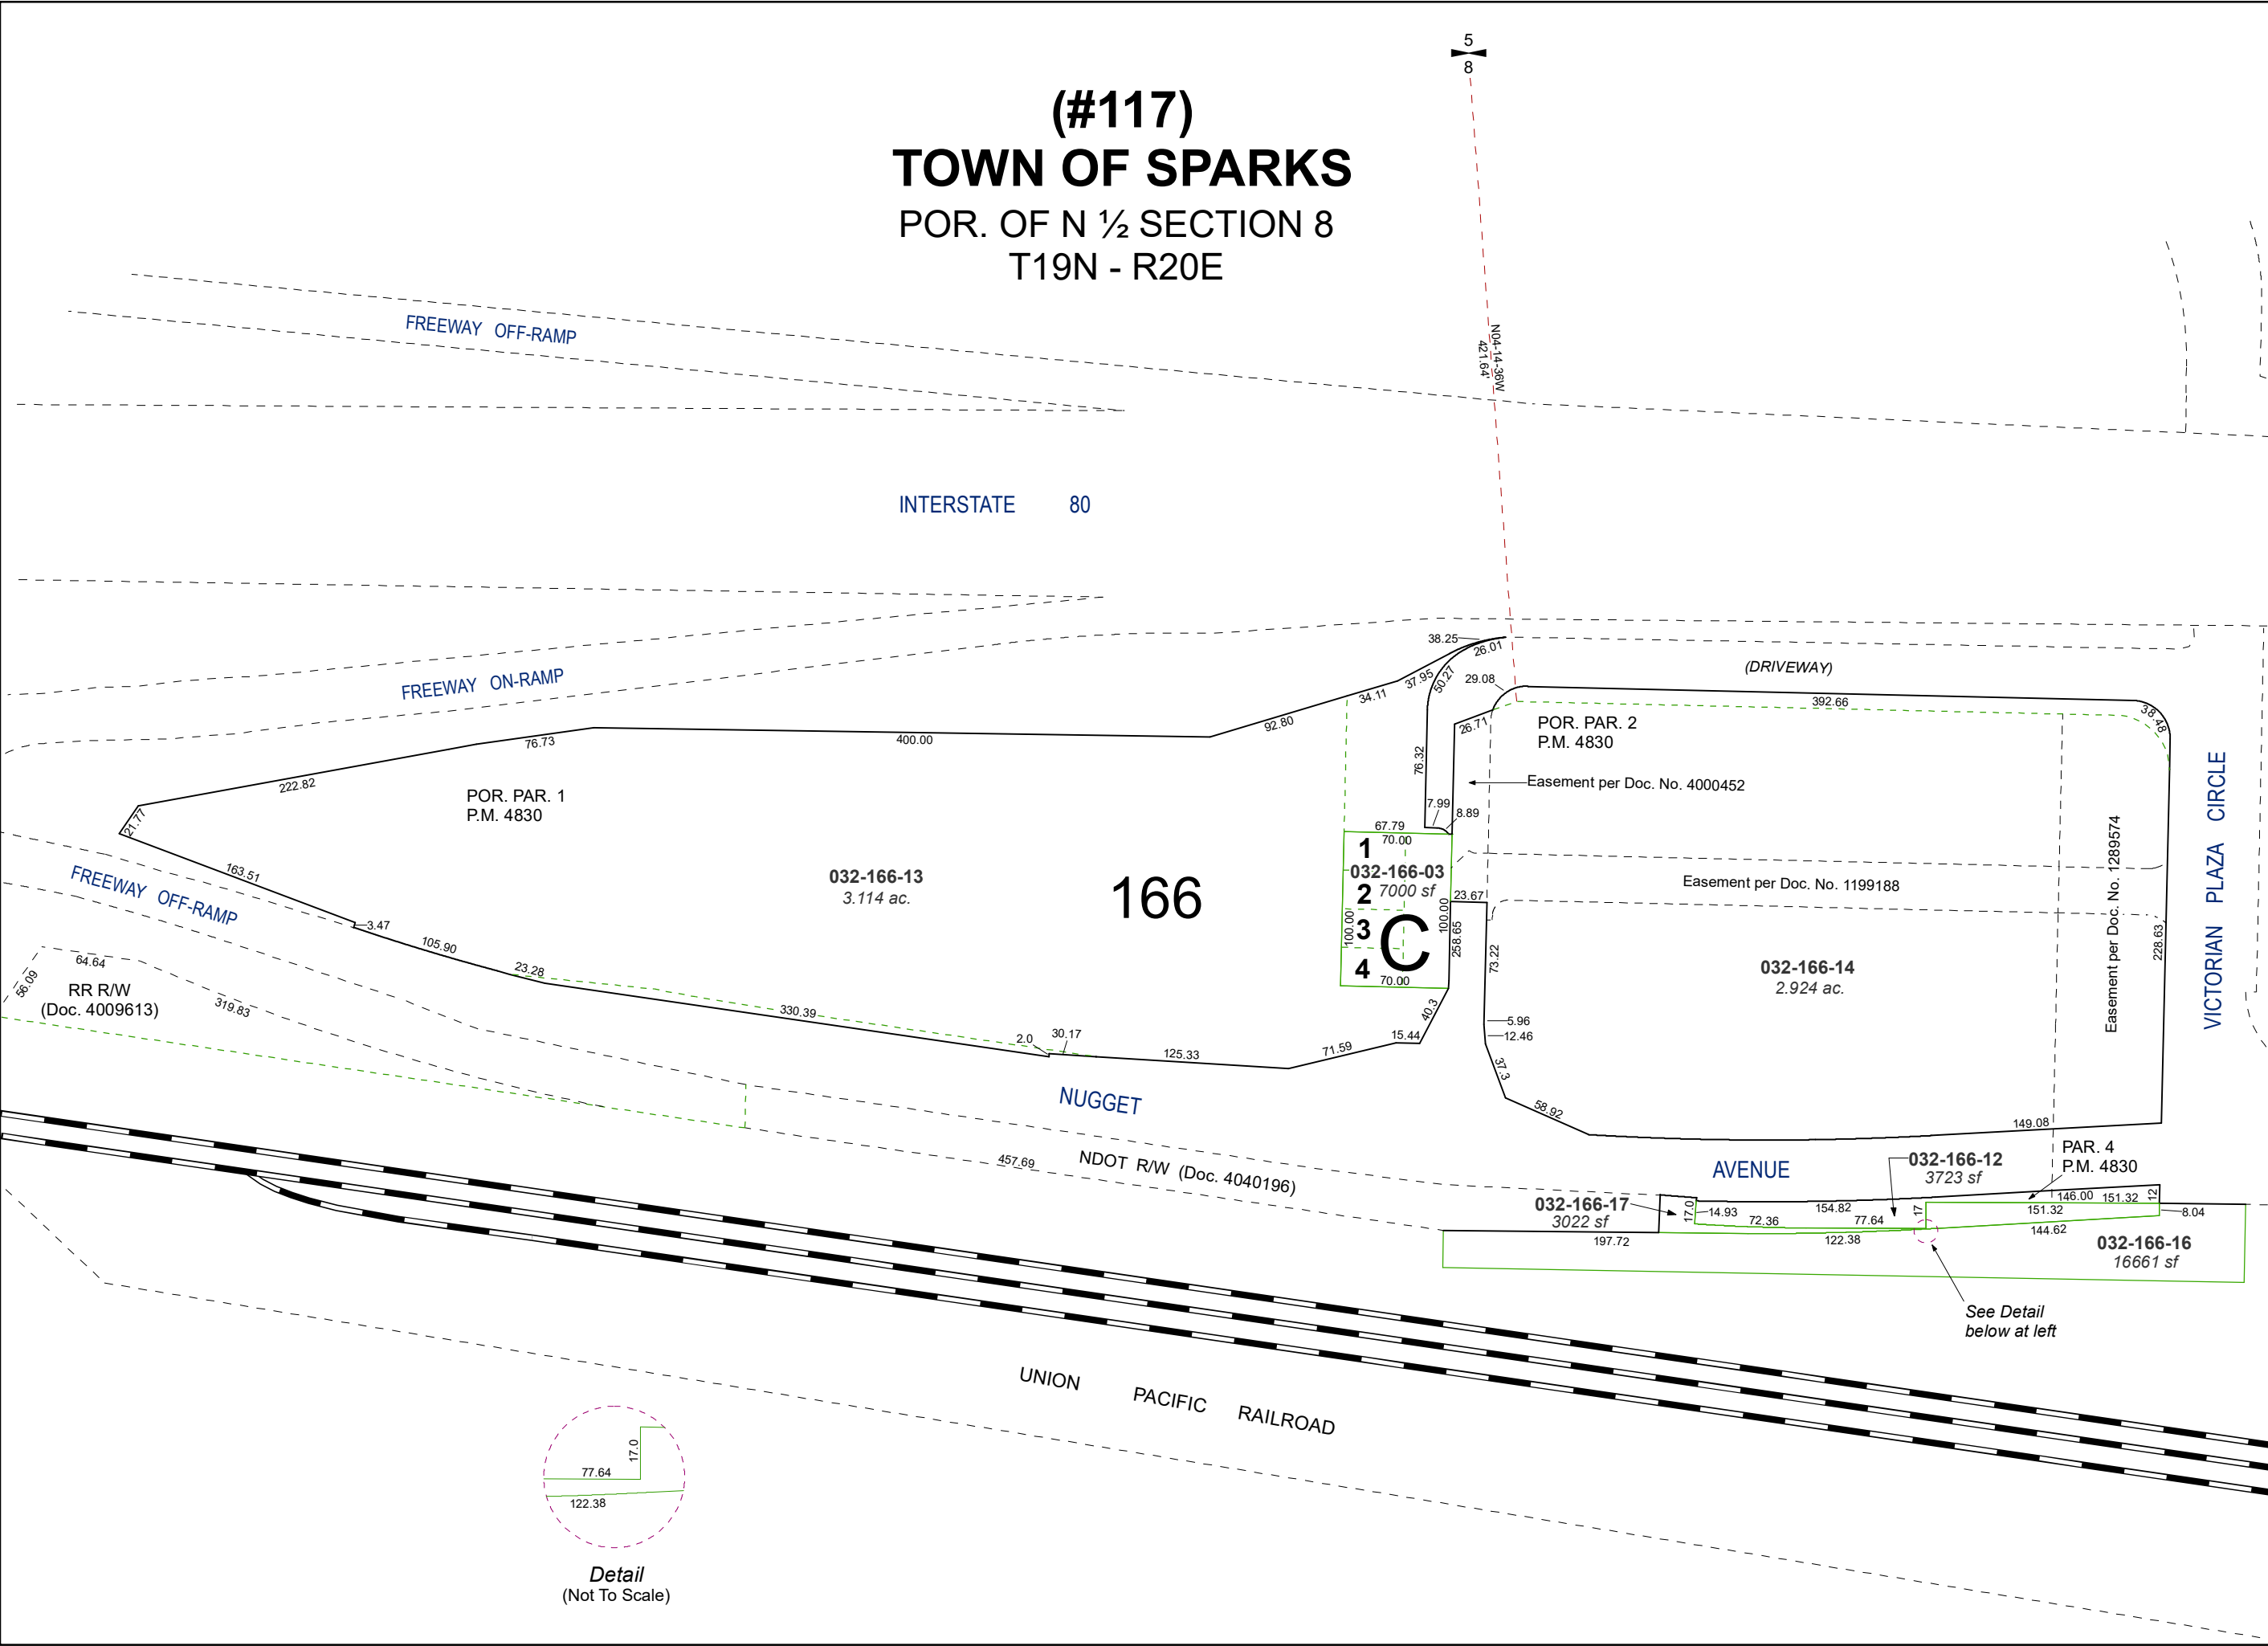 5
8
(#117)
TOWN OF SPARKS
POR. OF N ½ SECTION 8
T19N - R20E
FREEWAY OFF-RAMP
N04-14-36W
421.64'
INTERSTATE 80
FREEWAY ON-RAMP
38.25
26.01
(DRIVEWAY)
37.95
50.27
29.08
34.11
392.66
38.48
92.80
26.71
POR. PAR. 2
P.M. 4830
400.00
76.73
76.32
222.82
Easement per Doc. No. 4000452
POR. PAR. 1
P.M. 4830
7.99
8.89
21.77
67.79
70.00
1
032-166-03
7000 sf
2
3
4
C
100.00
100.00
258.65
70.00
163.51
032-166-13
3.114 ac.
166
23.67
Easement per Doc. No. 1199188
Easement per Doc. No. 1289574
VICTORIAN PLAZA CIRCLE
228.63
73.22
032-166-14
2.924 ac.
FREEWAY OFF-RAMP
3.47
105.90
23.28
64.64
56.09
RR R/W
(Doc. 4009613)
319.83
330.39
2.0
30.17
125.33
71.59
15.44
40.3
5.96
12.46
37.3
58.92
149.08
NUGGET
AVENUE
457.69
NDOT R/W (Doc. 4040196)
PAR. 4
P.M. 4830
032-166-12
3723 sf
032-166-17
3022 sf
17.0
14.93
72.36
154.82
77.64
17
146.00
151.32
12
151.32
8.04
144.62
197.72
122.38
032-166-16
16661 sf
See Detail
below at left
UNION PACIFIC RAILROAD
17.0
77.64
122.38
Detail
(Not To Scale)